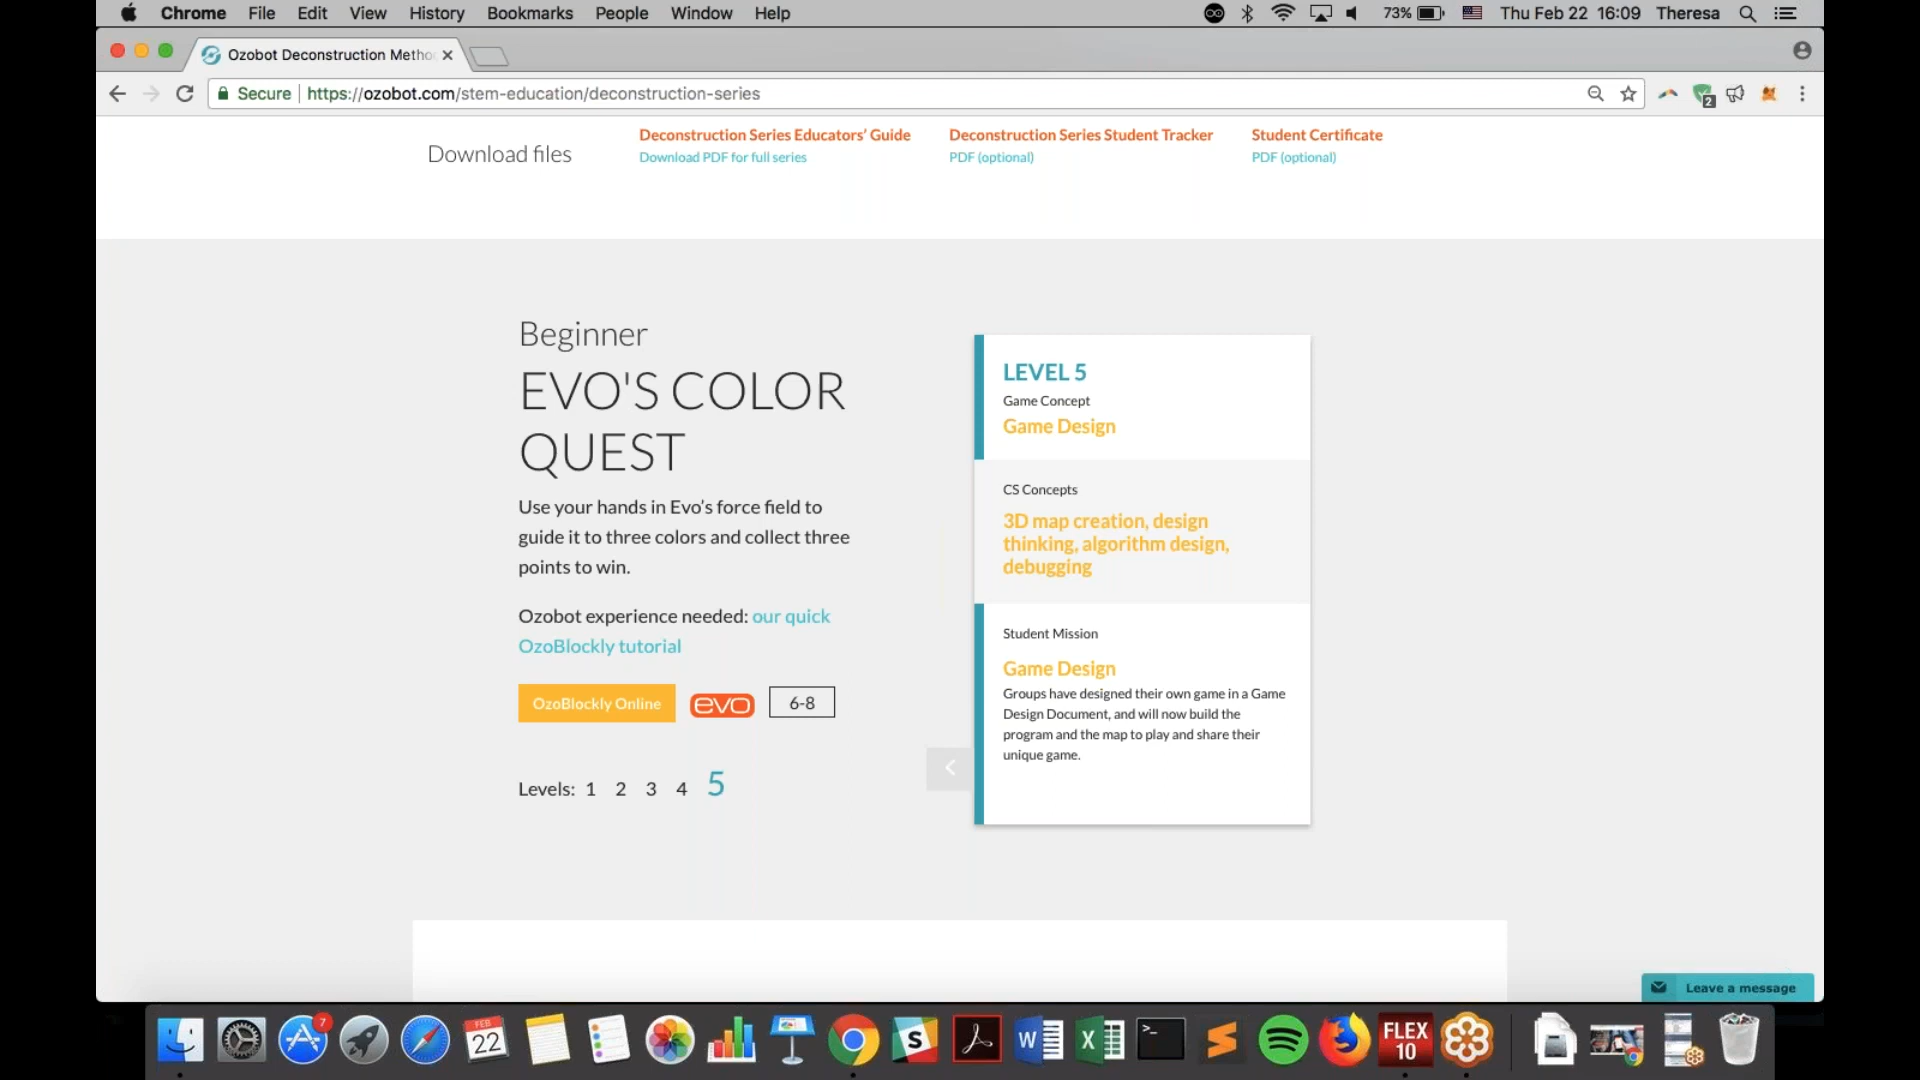 Chrome File Edit View History Bookmarks People Window Help 73% Thu Feb 22 16:09 Theresa
Ozobot Deconstruction Metho
Secure https://ozobot.com/stem-education/deconstruction-series
2
Download files
Deconstruction Series Educators’ Guide
Download PDF for full series
Deconstruction Series Student Tracker
PDF (optional)
Student Certificate
PDF (optional)
Beginner
EVO'S COLOR
QUEST
Use your hands in Evo’s force field to
guide it to three colors and collect three
points to win.
Ozobot experience needed: our quick
OzoBlockly tutorial
OzoBlockly Online evo 6-8
Levels: 1 2 3 4 5
LEVEL 5
Game Concept
Game Design
CS Concepts
3D map creation, design
thinking, algorithm design,
debugging
Student Mission
Game Design
Groups have designed their own game in a Game
Design Document, and will now build the
program and the map to play and share their
unique game.
Leave a message
7
FEB
22
S
W
X
FLEX
10